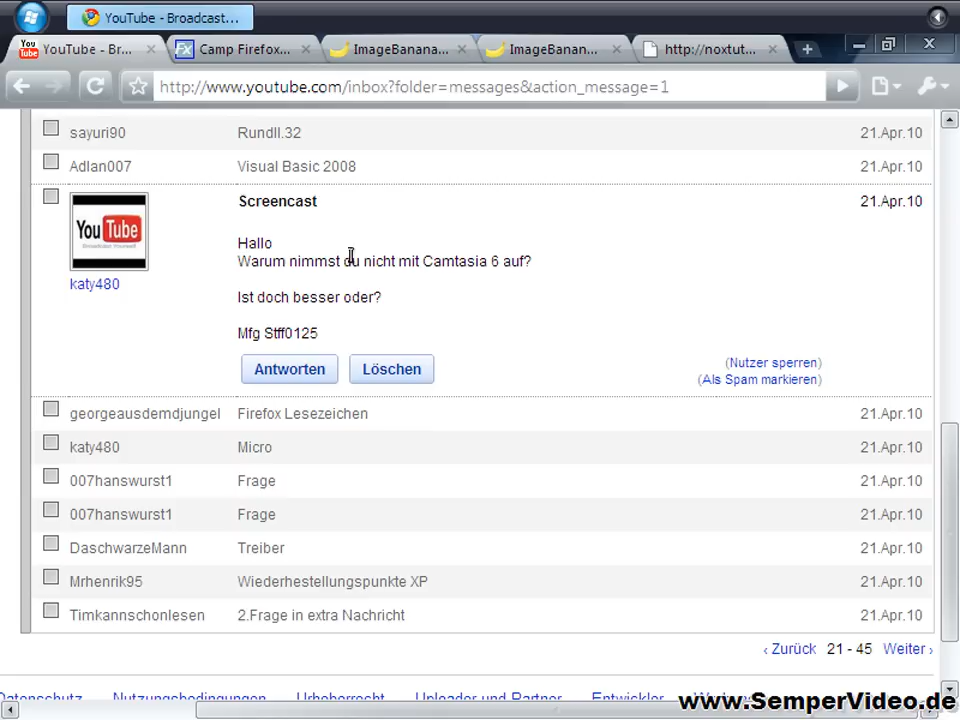 YouTube - Broadcast...
YouTube - Br...
Camp Firefox...
ImageBanana...
ImageBanan...
http://noxtut...
http://www.youtube.com/inbox?folder=messages&action_message=1
sayuri90 Rundll.32 21.Apr.10
Adlan007 Visual Basic 2008 21.Apr.10
Screencast 21.Apr.10
YouTube
Broadcast Yourself
katy480
Hallo
Warum nimmst du nicht mit Camtasia 6 auf?
Ist doch besser oder?
Mfg Stff0125
Antworten Löschen
(Nutzer sperren)
(Als Spam markieren)
georgeausdemdjungel Firefox Lesezeichen 21.Apr.10
katy480 Micro 21.Apr.10
007hanswurst1 Frage 21.Apr.10
007hanswurst1 Frage 21.Apr.10
DaschwarzeMann Treiber 21.Apr.10
Mrhenrik95 Wiederhestellungspunkte XP 21.Apr.10
Timkannschonlesen 2.Frage in extra Nachricht 21.Apr.10
‹ Zurück 21 - 45 Weiter ›
Datenschutz Nutzungsbedingungen Urheberrecht Uploader und Partner Entwickler
www.SemperVideo.de